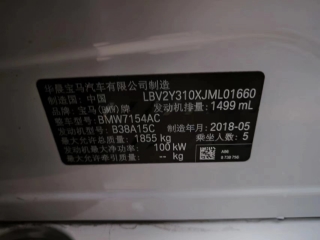 华晨宝马汽车有限公司制造
制造国: 中国 LBV2Y310XJML01660
品牌: 宝马(BMW)牌 发动机排量: 1499 mL
整车型号: BMW7154AC
发动机型号: B38A15C 制造年月: 2018-05
最大允许总质量: 1855 kg 乘坐人数: 5
发动机最大净功率: 100 kW
最大允许牵引质量: - kg